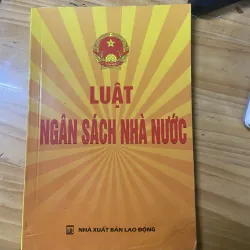 LUẬT
NGÂN SÁCH NHÀ NƯỚC
NHÀ XUẤT BẢN LAO ĐỘNG